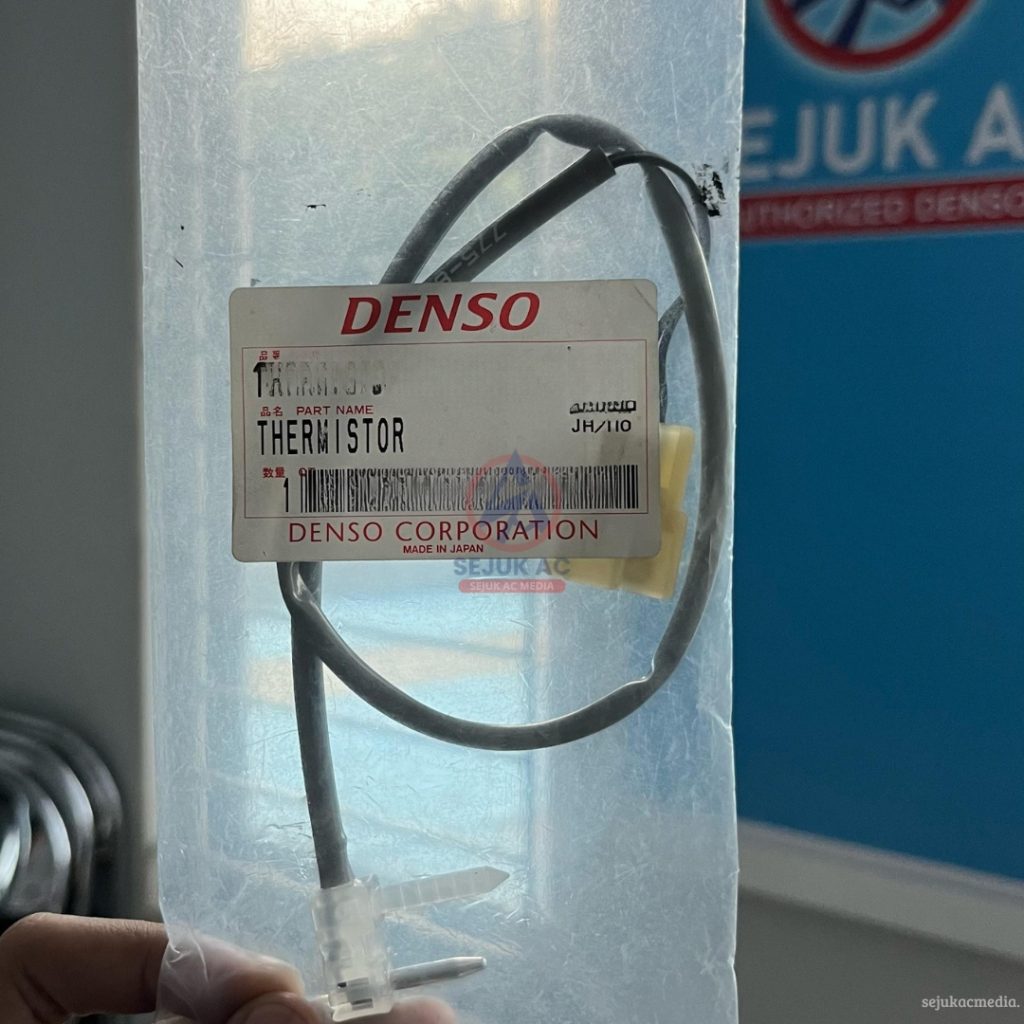 EJUK A
UTHORIZED DENSO
775-
DENSO
品番
品名 PART NAME
THERMISTOR
JH/110
数量
1
DENSO CORPORATION
MADE IN JAPAN
SEJUK AC
SEJUK AC MEDIA
sejukacmedia.